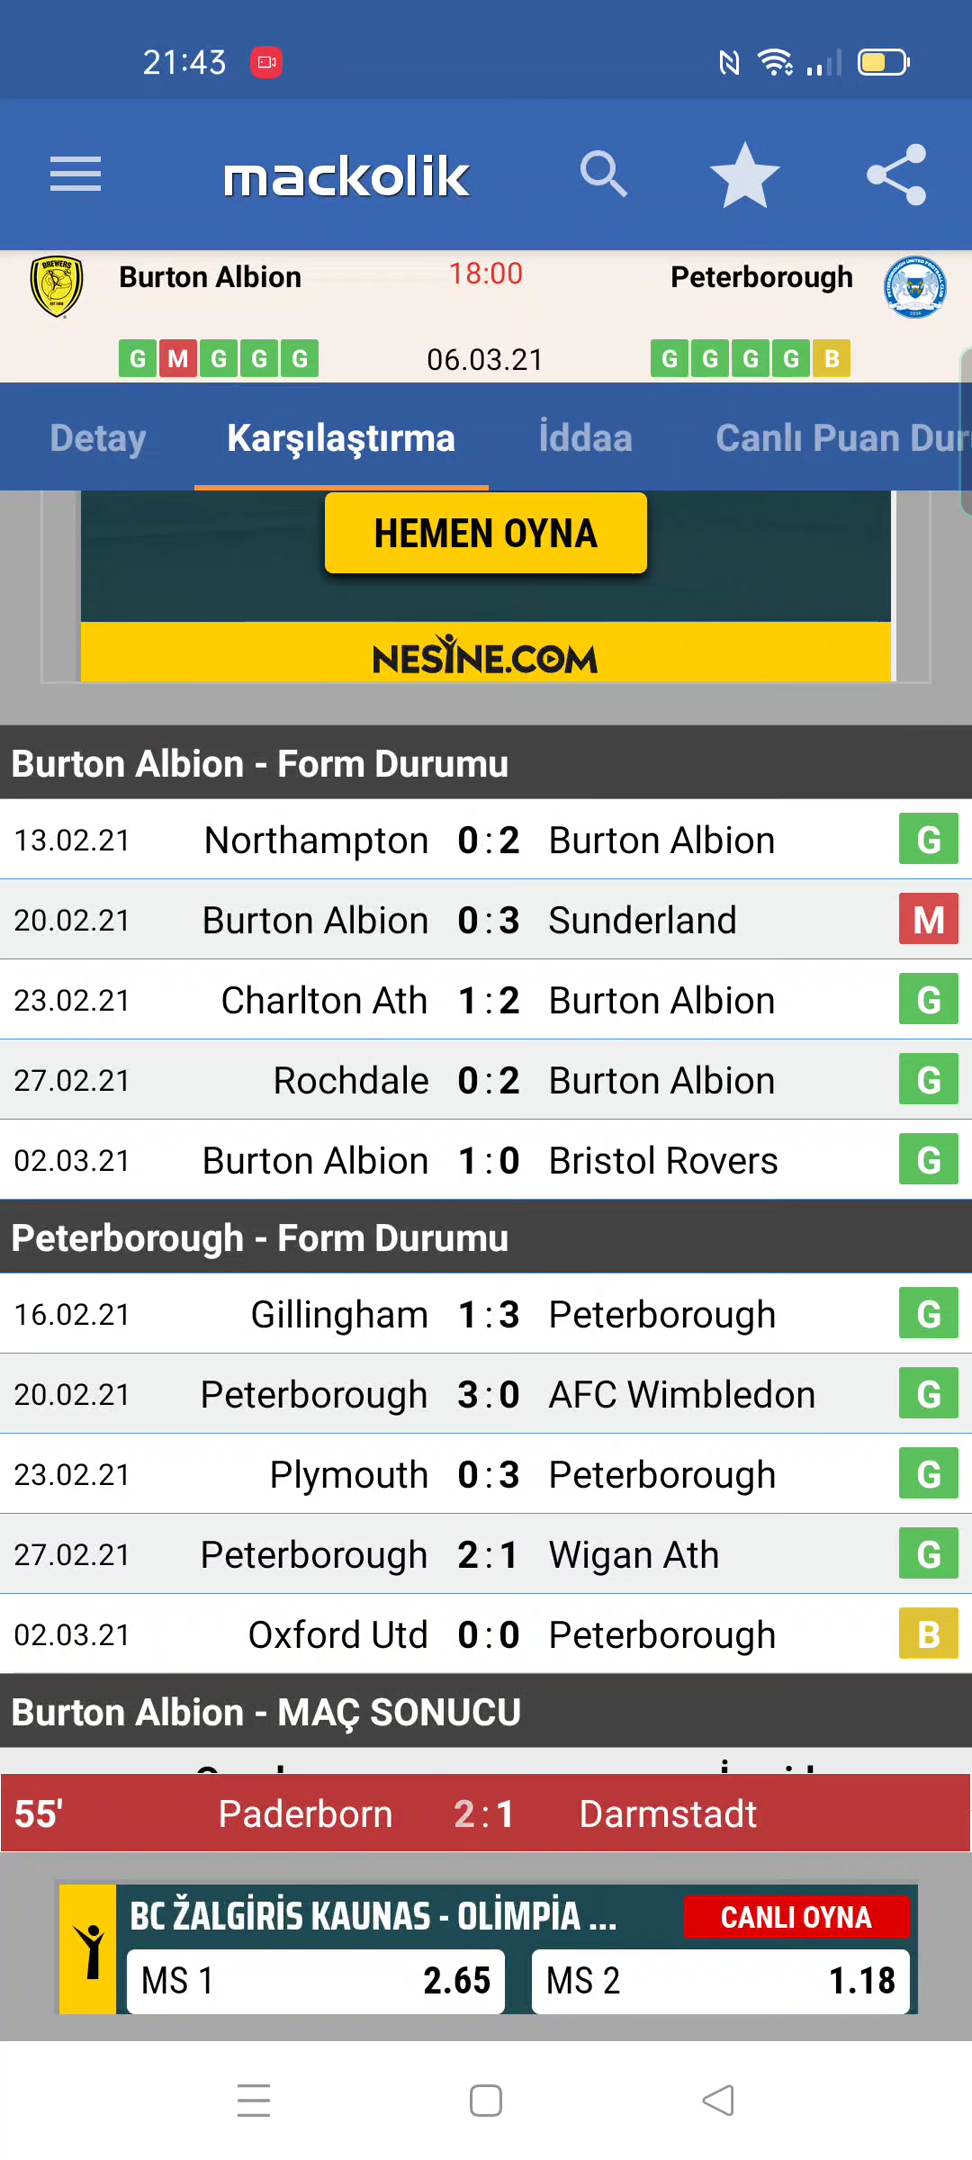 21:43
mackolik
Burton Albion 18:00 Peterborough
G M G G G 06.03.21 G G G G B
Detay Karşılaştırma İddaa Canlı Puan Dur
HEMEN OYNA
NESİNE.COM
Burton Albion - Form Durumu
13.02.21 Northampton 0 : 2 Burton Albion G
20.02.21 Burton Albion 0 : 3 Sunderland M
23.02.21 Charlton Ath 1 : 2 Burton Albion G
27.02.21 Rochdale 0 : 2 Burton Albion G
02.03.21 Burton Albion 1 : 0 Bristol Rovers G
Peterborough - Form Durumu
16.02.21 Gillingham 1 : 3 Peterborough G
20.02.21 Peterborough 3 : 0 AFC Wimbledon G
23.02.21 Plymouth 0 : 3 Peterborough G
27.02.21 Peterborough 2 : 1 Wigan Ath G
02.03.21 Oxford Utd 0 : 0 Peterborough B
Burton Albion - MAÇ SONUCU
55' Paderborn 2 : 1 Darmstadt
BC ŽALGİRİS KAUNAS - OLİMPİA ... CANLI OYNA
MS 1 2.65 MS 2 1.18